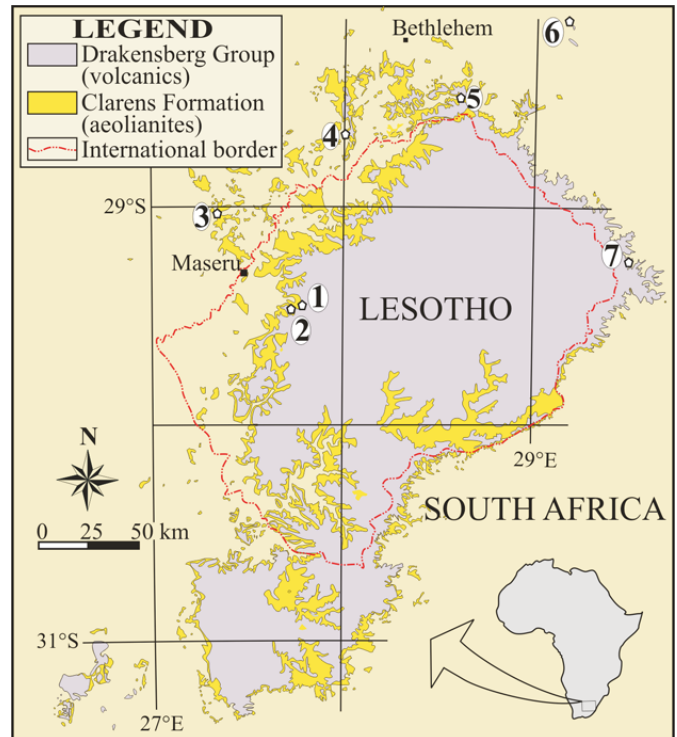 LEGEND
Drakensberg Group
(volcanics)
Clarens Formation
(aeolianites)
International border
Bethlehem
6
5
4
29°S
3
Maseru
7
1
2
LESOTHO
N
29°E
0 25 50 km
SOUTH AFRICA
31°S
27°E